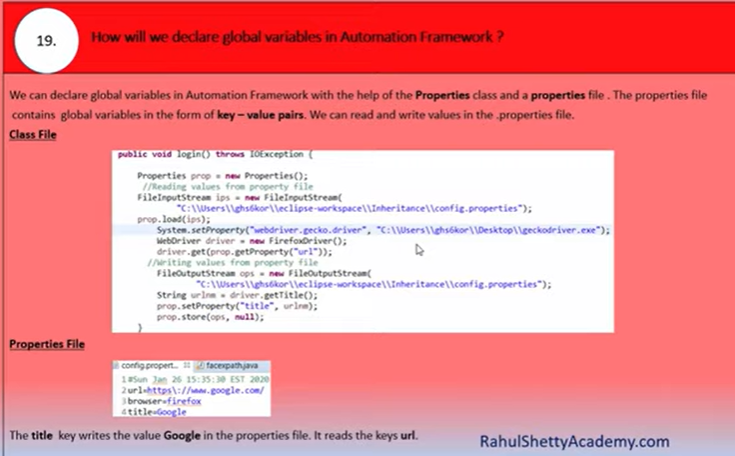 19.
How will we declare global variables in Automation Framework ?
We can declare global variables in Automation Framework with the help of the Properties class and a properties file . The properties file
contains global variables in the form of key – value pairs. We can read and write values in the .properties file.
Class File
public void login() throws IOException {
Properties prop = new Properties();
//Reading values from property file
FileInputStream ips = new FileInputStream(
"C:\\Users\\ghs6kor\\eclipse-workspace\\Inheritance\\config.properties");
prop.load(ips);
System.setProperty("webdriver.gecko.driver", "C:\\Users\\ghs6kor\\Desktop\\geckodriver.exe");
WebDriver driver = new FirefoxDriver();
driver.get(prop.getProperty("url"));
//Writing values from property file
FileOutputStream ops = new FileOutputStream(
"C:\\Users\\ghs6kor\\eclipse-workspace\\Inheritance\\config.properties");
String urlnm = driver.getTitle();
prop.setProperty("title", urlnm);
prop.store(ops, null);
}
Properties File
config.propert... facexpath.java
1 #Sun Jan 26 15:35:30 EST 2020
2 url=https\://www.google.com/
3 browser=firefox
4 title=Google
The title key writes the value Google in the properties file. It reads the keys url.
RahulShettyAcademy.com